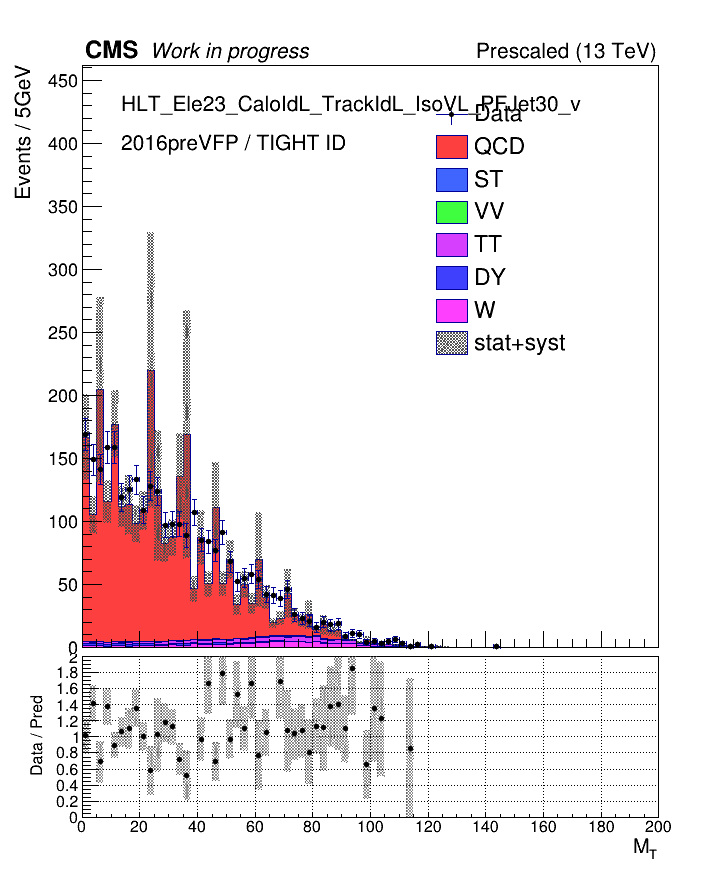 CMS Work in progress Prescaled (13 TeV)
Events / 5GeV
450
400
350
300
250
200
150
100
50
0
HLT_Ele23_CaloIdL_TrackIdL_IsoVL_PFJet30_v
2016preVFP / TIGHT ID
Data
QCD
ST
VV
TT
DY
W
stat+syst
Data / Pred
2
1.8
1.6
1.4
1.2
1
0.8
0.6
0.4
0.2
0
0 20 40 60 80 100 120 140 160 180 200
M_T